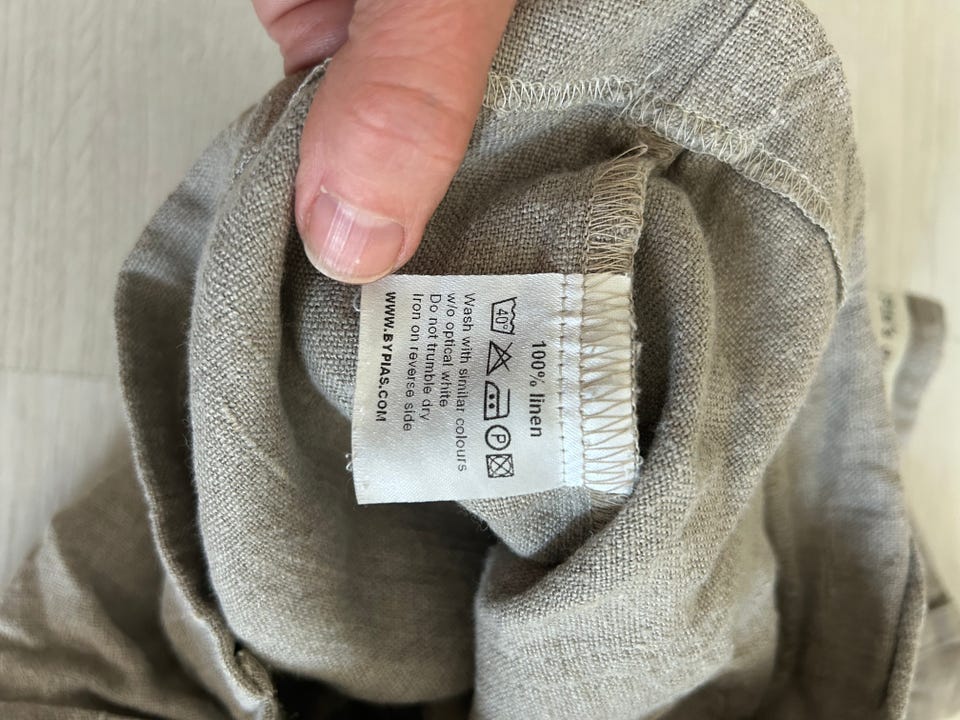 100% linen
40° P
Wash with similar colours
w/o optical white
Do not trumble dry
Iron on reverse side
WWW.BYPIAS.COM